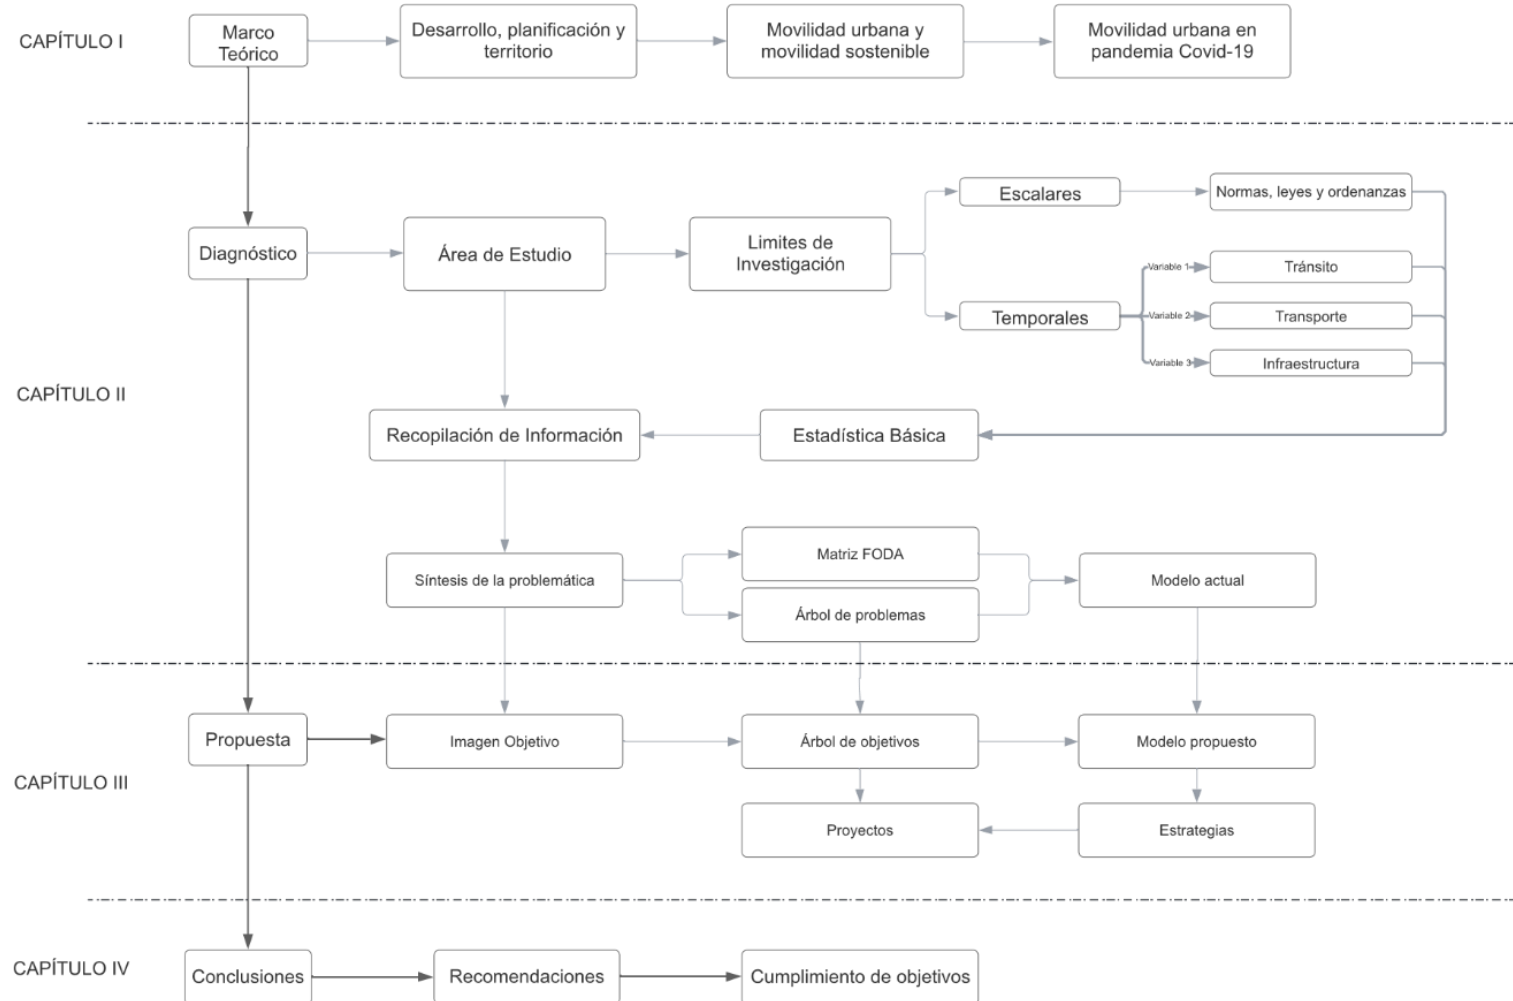 CAPÍTULO I
Marco
Teórico
Desarrollo, planificación y
territorio
Movilidad urbana y
movilidad sostenible
Movilidad urbana en
pandemia Covid-19
CAPÍTULO II
Diagnóstico
Área de Estudio
Limites de
Investigación
Escalares
Normas, leyes y ordenanzas
Temporales
Variable 1
Tránsito
Variable 2
Transporte
Variable 3
Infraestructura
Recopilación de Información
Estadística Básica
Síntesis de la problemática
Matriz FODA
Árbol de problemas
Modelo actual
CAPÍTULO III
Propuesta
Imagen Objetivo
Árbol de objetivos
Modelo propuesto
Proyectos
Estrategias
CAPÍTULO IV
Conclusiones
Recomendaciones
Cumplimiento de objetivos